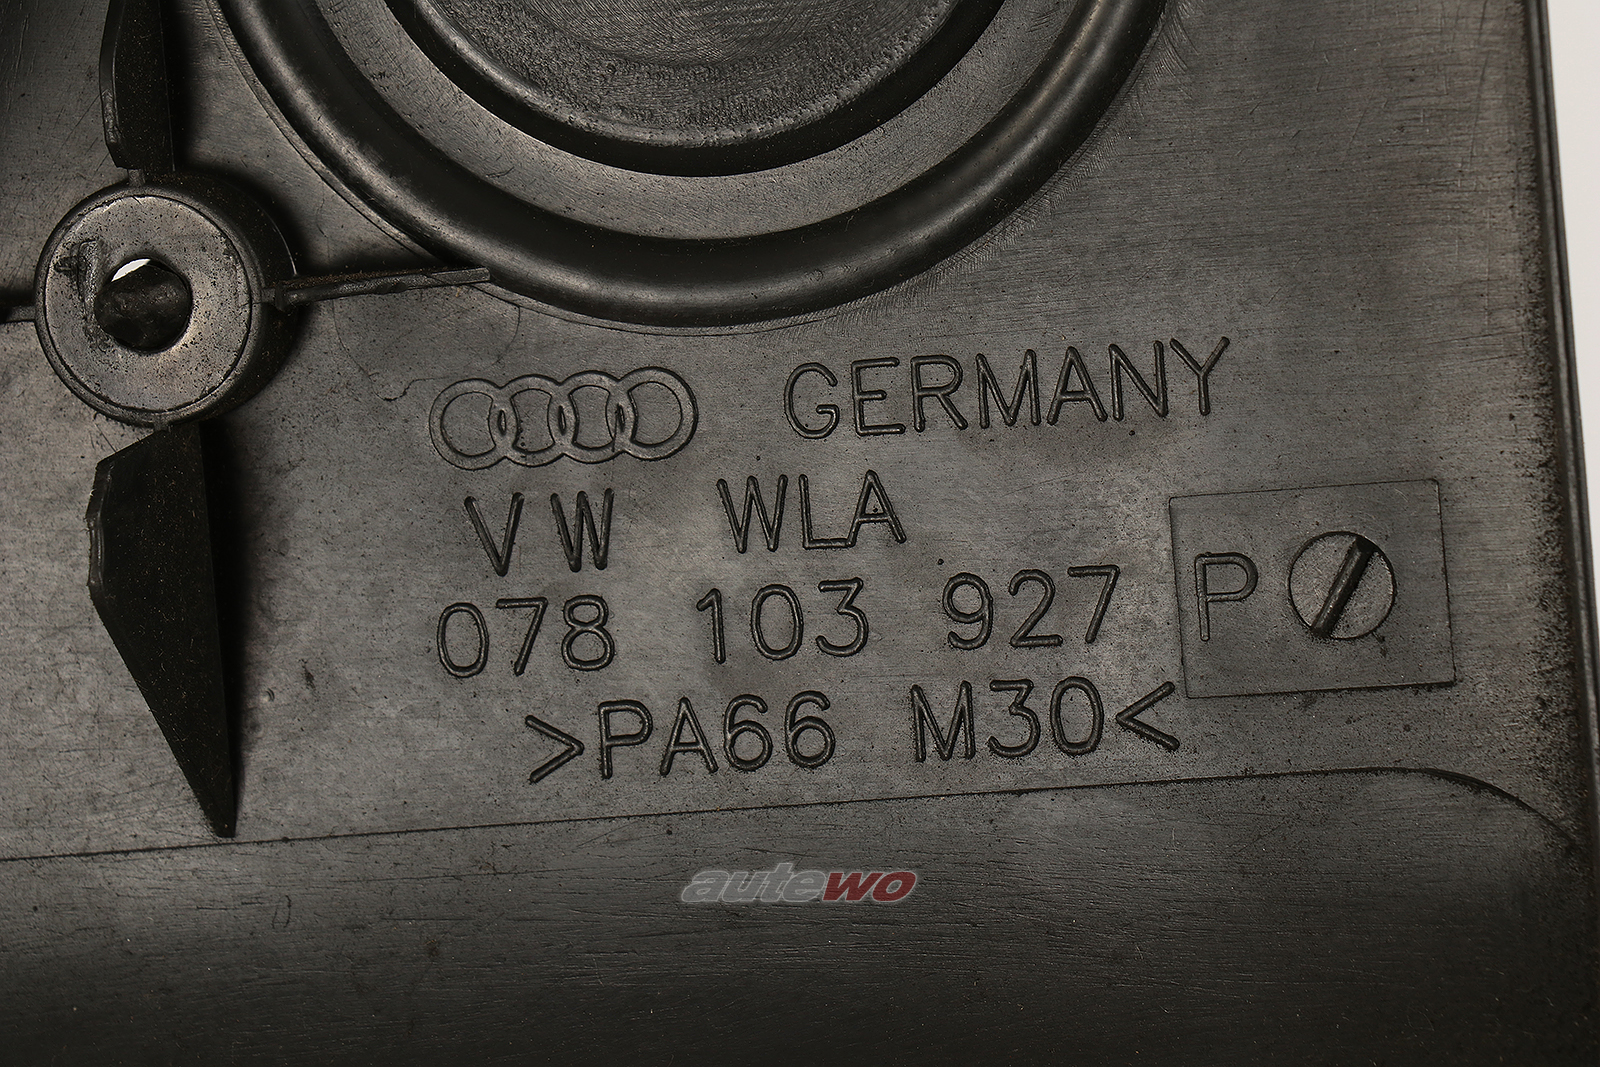 GERMANY
VW WLA
078 103 927 P
>PA66 M30<
autewo